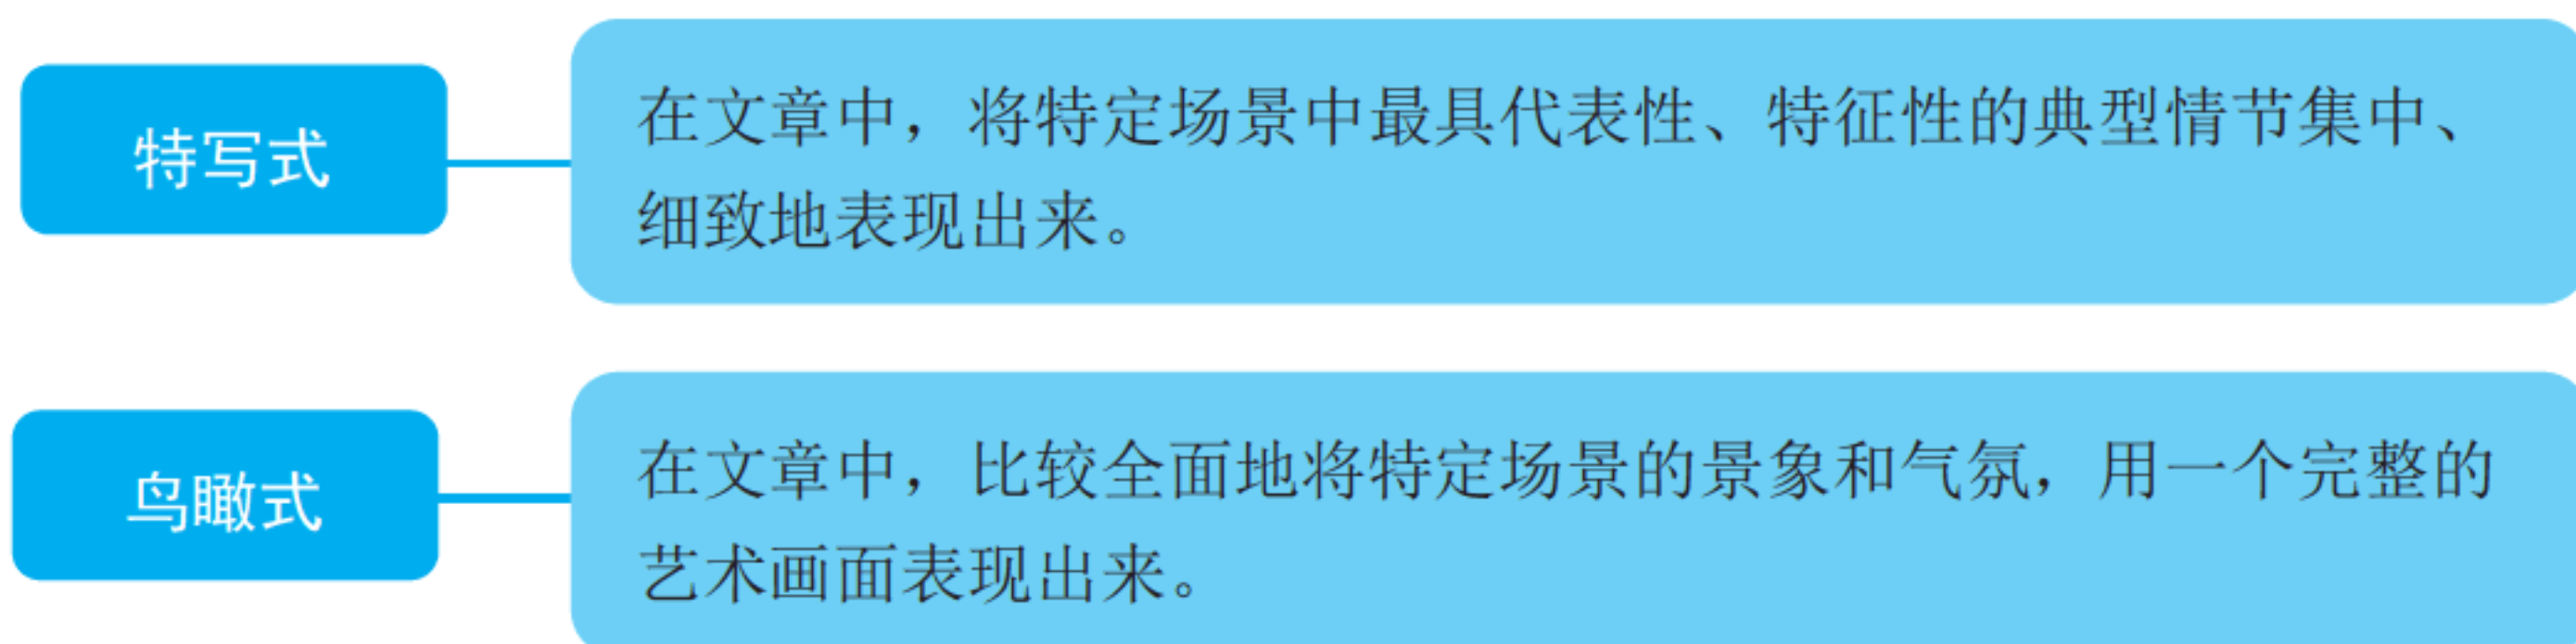 特写式
在文章中，将特定场景中最具代表性、特征性的典型情节集中、
细致地表现出来。
鸟瞰式
在文章中，比较全面地将特定场景的景象和气氛，用一个完整的
艺术画面表现出来。